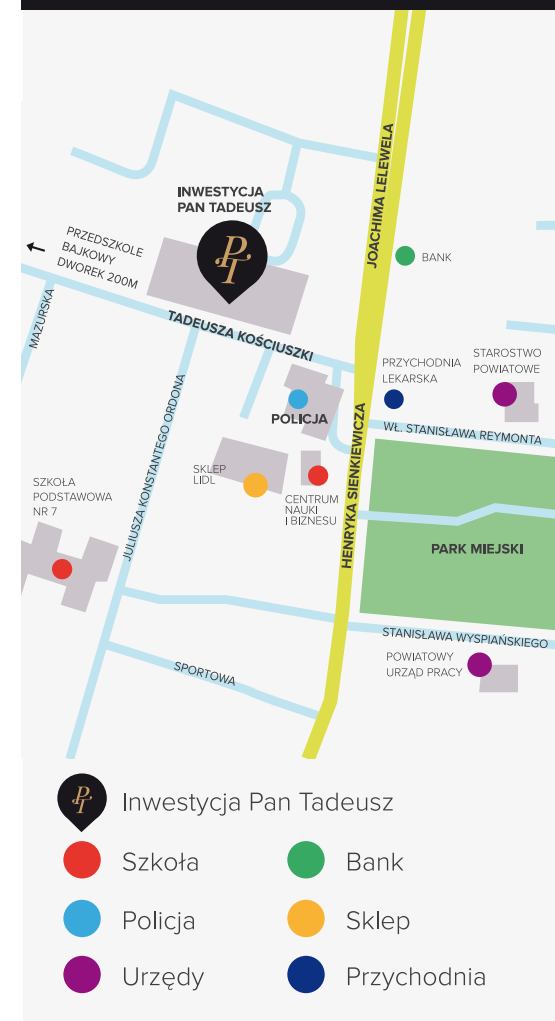 JOACHIMA LELEWELA
INWESTYCJA
PAN TADEUSZ
PT
PRZEDSZKOLE
BAJKOWY
DWOREK 200M
BANK
MAZURSKA
TADEUSZA KOŚCIUSZKI
STAROSTWO
POWIATOWE
PRZYCHODNIA
LEKARSKA
JULIUSZA KONSTANTEGO ORDONA
POLICJA
WŁ. STANISŁAWA REYMONTA
HENRYKA SIENKIEWICZA
SKLEP
LIDL
SZKOŁA
PODSTAWOWA
NR 7
CENTRUM
NAUKI
I BIZNESU
PARK MIEJSKI
STANISŁAWA WYSPIAŃSKIEGO
POWIATOWY
URZĄD PRACY
SPORTOWA
PT
Inwestycja Pan Tadeusz
Szkoła
Bank
Policja
Sklep
Urzędy
Przychodnia